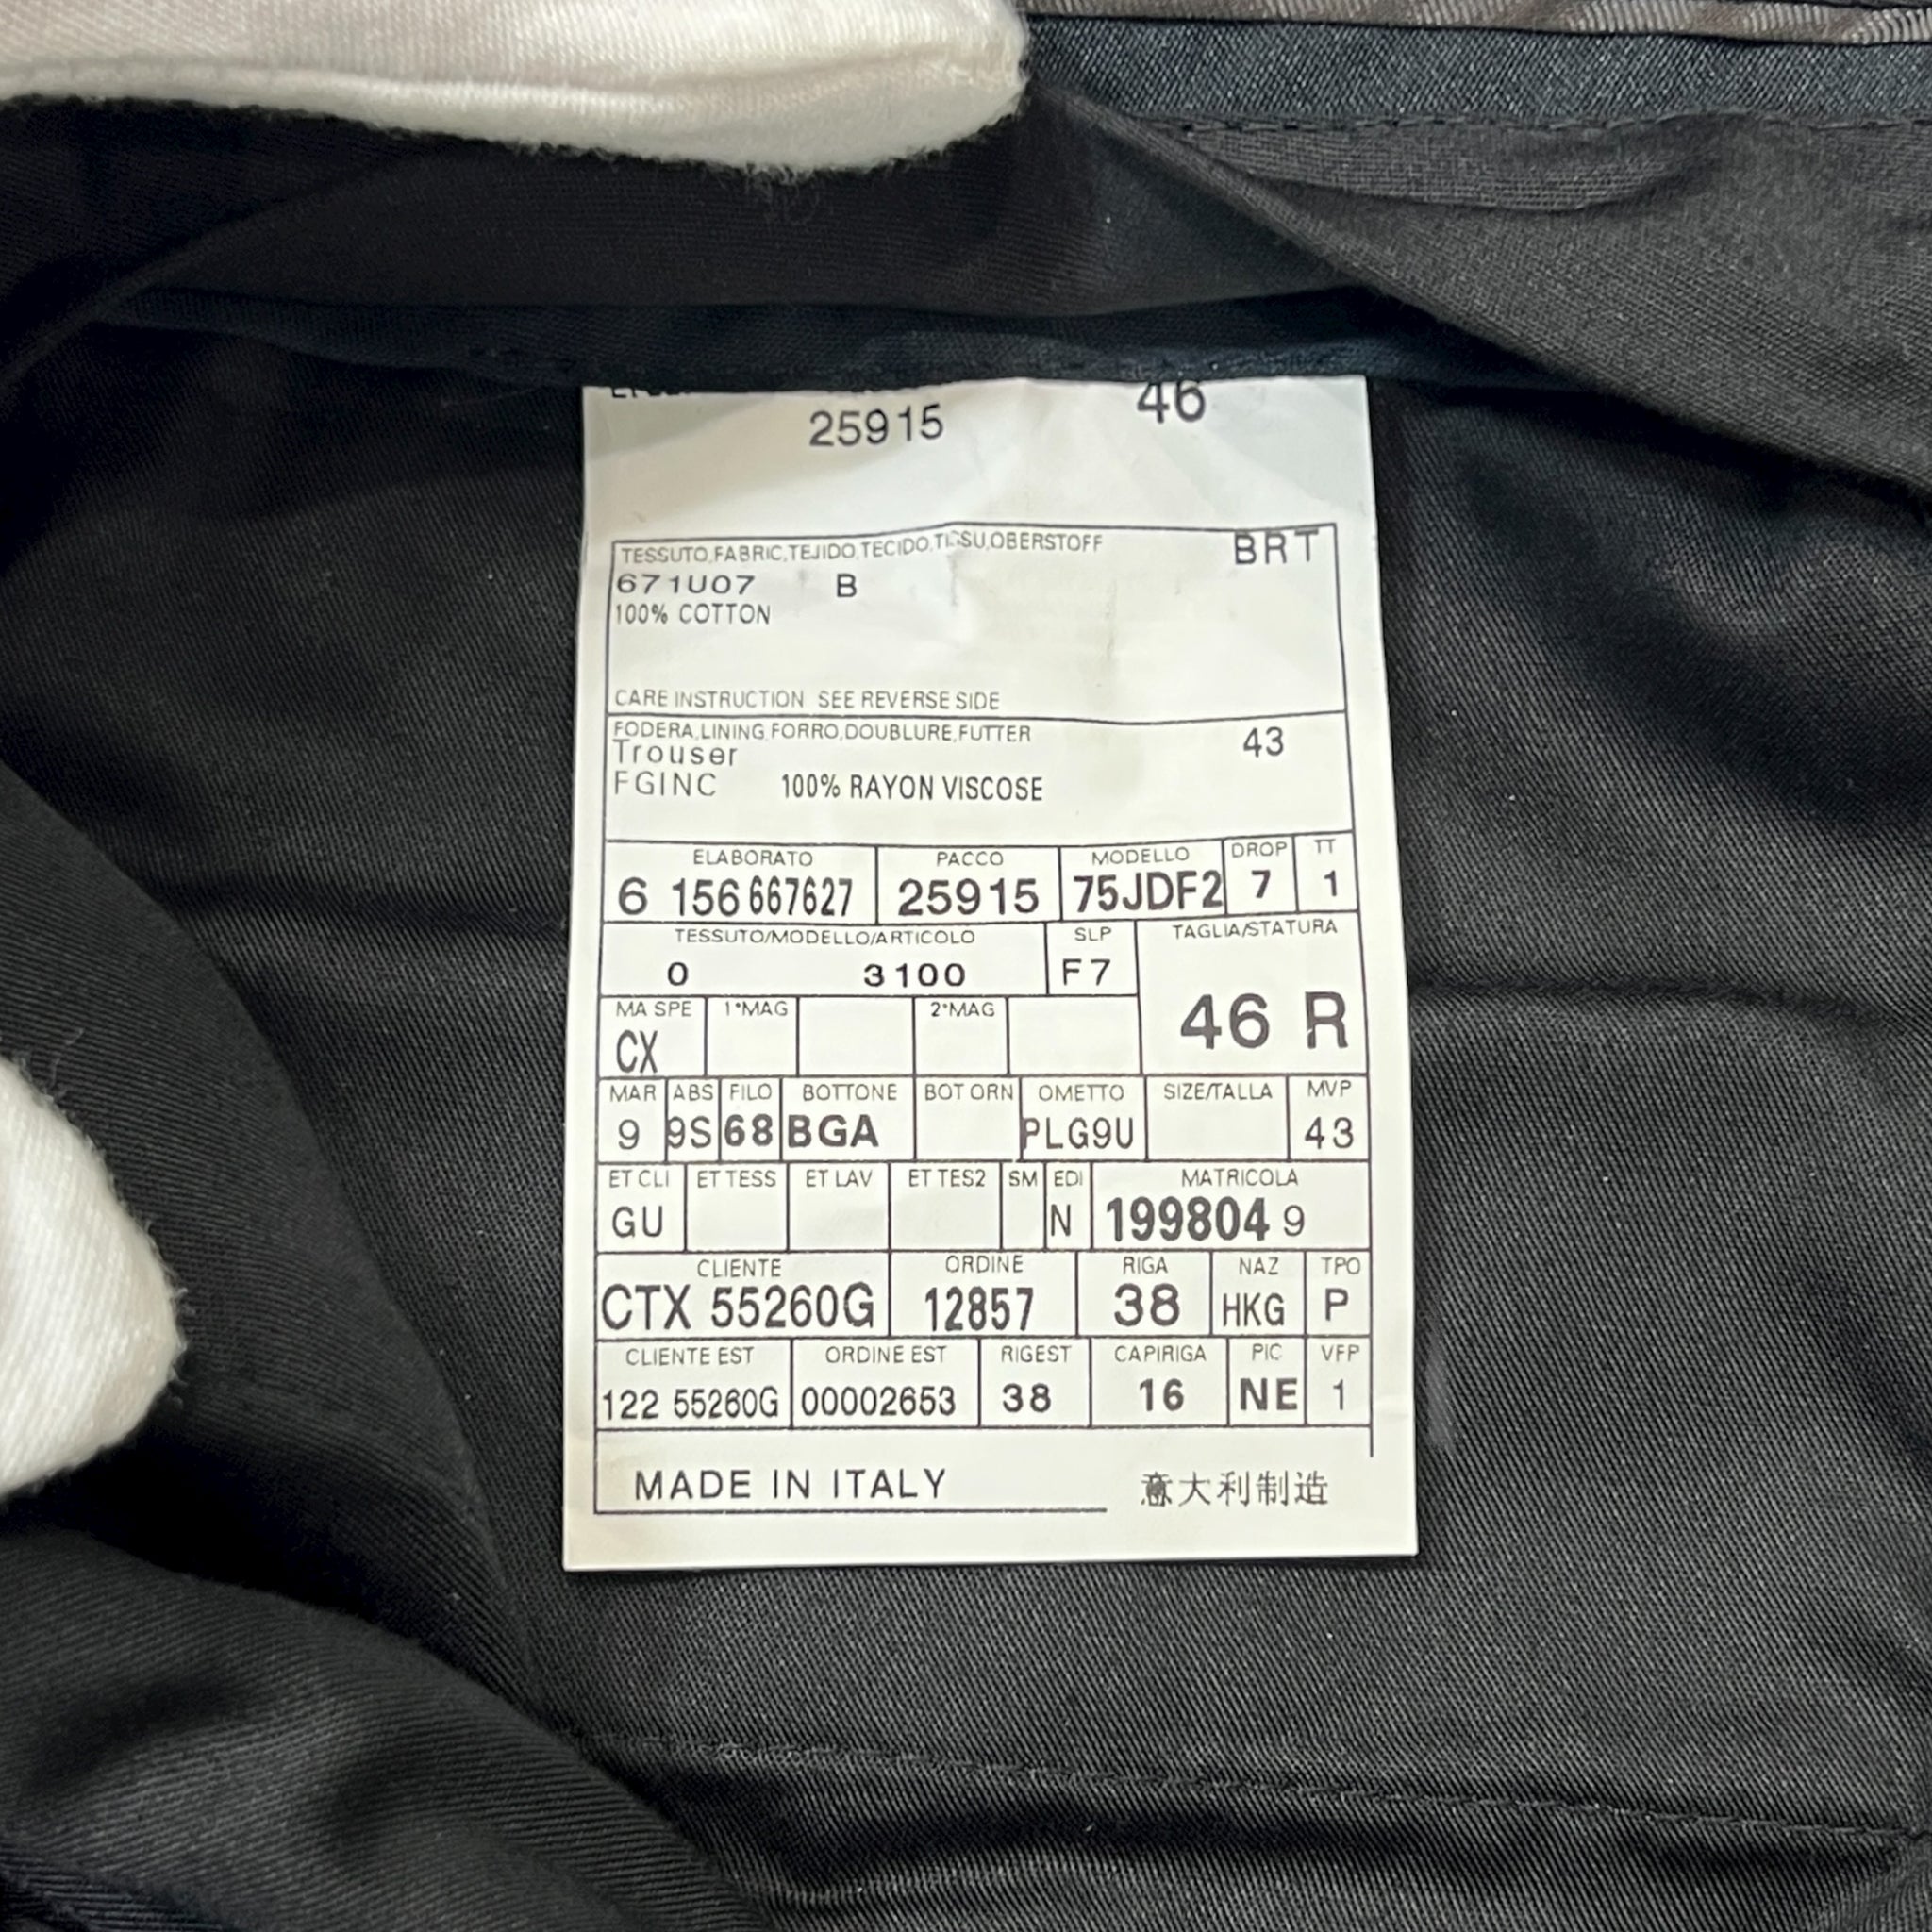 46
25915
TESSUTO,FABRIC,TEJIDO,TECIDO,TISSU,OBERSTOFF BRT
671U07 B
100% COTTON
CARE INSTRUCTION SEE REVERSE SIDE
FODERA,LINING,FORRO,DOUBLURE,FUTTER 43
Trouser
FGINC 100% RAYON VISCOSE
ELABORATO PACCO MODELLO DROP TT
6 156 667627 25915 75JDF2 7 1
TESSUTO/MODELLO/ARTICOLO SLP TAGLIA/STATURA
0 3100 F7
46 R
MA SPE 1°MAG 2°MAG
CX
MAR ABS FILO BOTTONE BOT ORN OMETTO SIZE/TALLA MVP
9 9S 68 BGA PLG9U 43
ET CLI ET TESS ET LAV ET TES2 SM EDI MATRICOLA
GU N 199804 9
CLIENTE ORDINE RIGA NAZ TPO
CTX 55260G 12857 38 HKG P
CLIENTE EST ORDINE EST RIGEST CAPIRIGA PIC VFP
122 55260G 00002653 38 16 NE 1
MADE IN ITALY 意大利制造